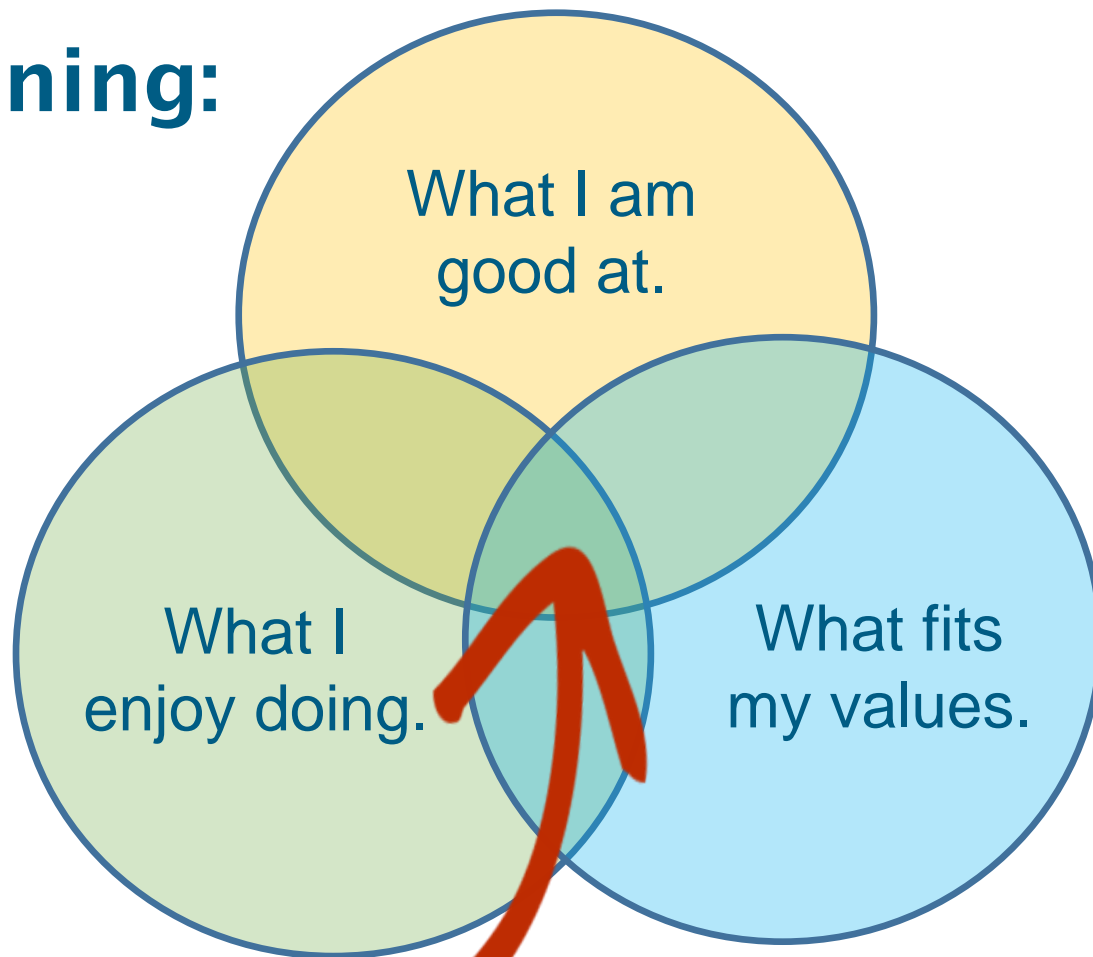 ning:
What I am
good at.
What I
enjoy doing.
What fits
my values.